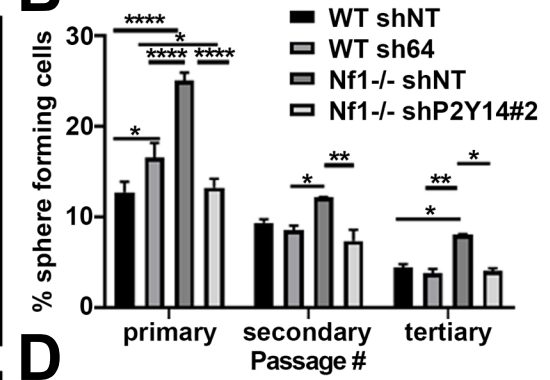 WT shNT
WT sh64
Nf1-/- shNT
Nf1-/- shP2Y14#2
% sphere forming cells
30
20
10
0
****
*
**** ****
*
*
**
*
**
*
primary secondary tertiary
Passage #
D